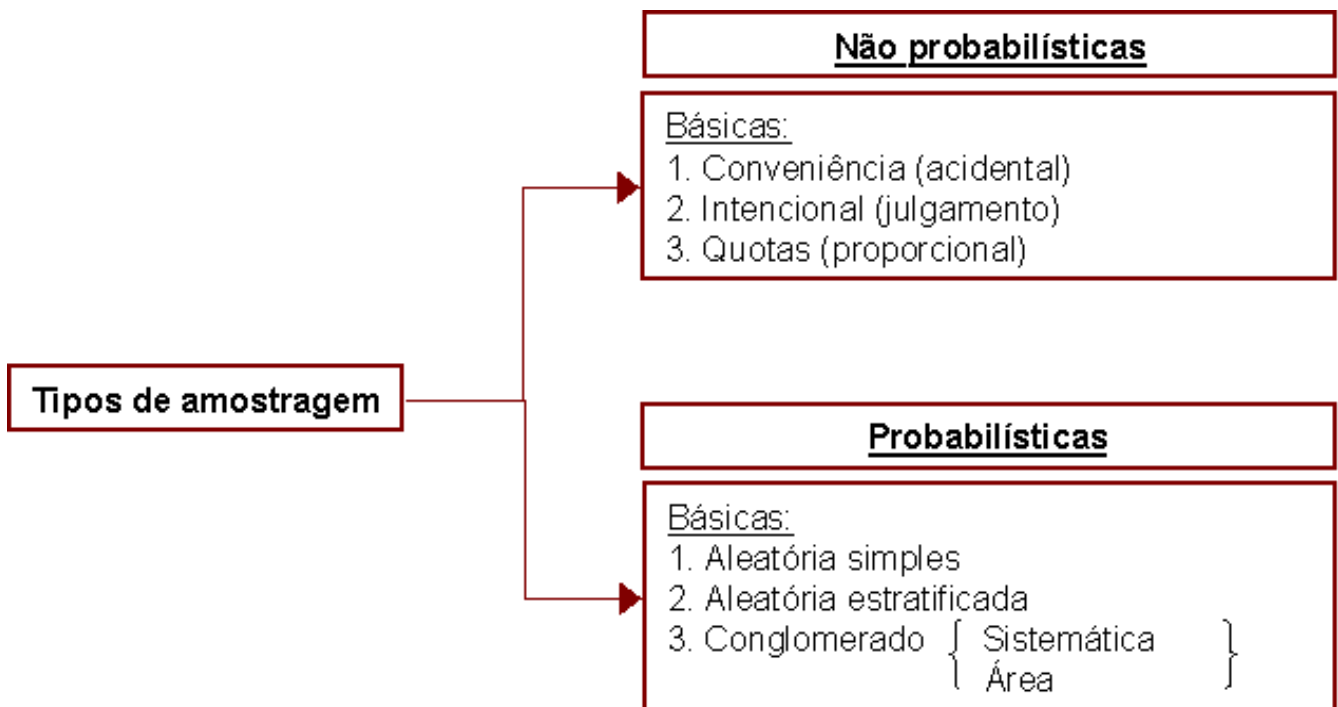 Não probabilísticas
Básicas:
1. Conveniência (acidental)
2. Intencional (julgamento)
3. Quotas (proporcional)
Tipos de amostragem
Probabilísticas
Básicas:
1. Aleatória simples
2. Aleatória estratificada
3. Conglomerado { Sistemática }
Área